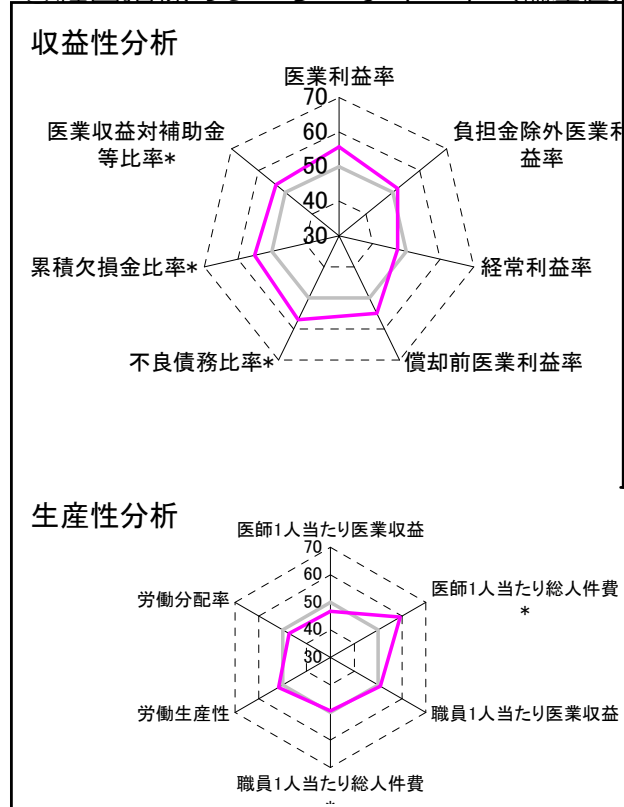 収益性分析
医業利益率
70
60
50
40
30
医業収益対補助金
等比率*
負担金除外医業利
益率
累積欠損金比率*
経常利益率
不良債務比率*
償却前医業利益率
生産性分析
医師1人当たり医業収益
70
60
50
40
30
労働分配率
医師1人当たり総人件費
*
労働生産性
職員1人当たり医業収益
職員1人当たり総人件費
*